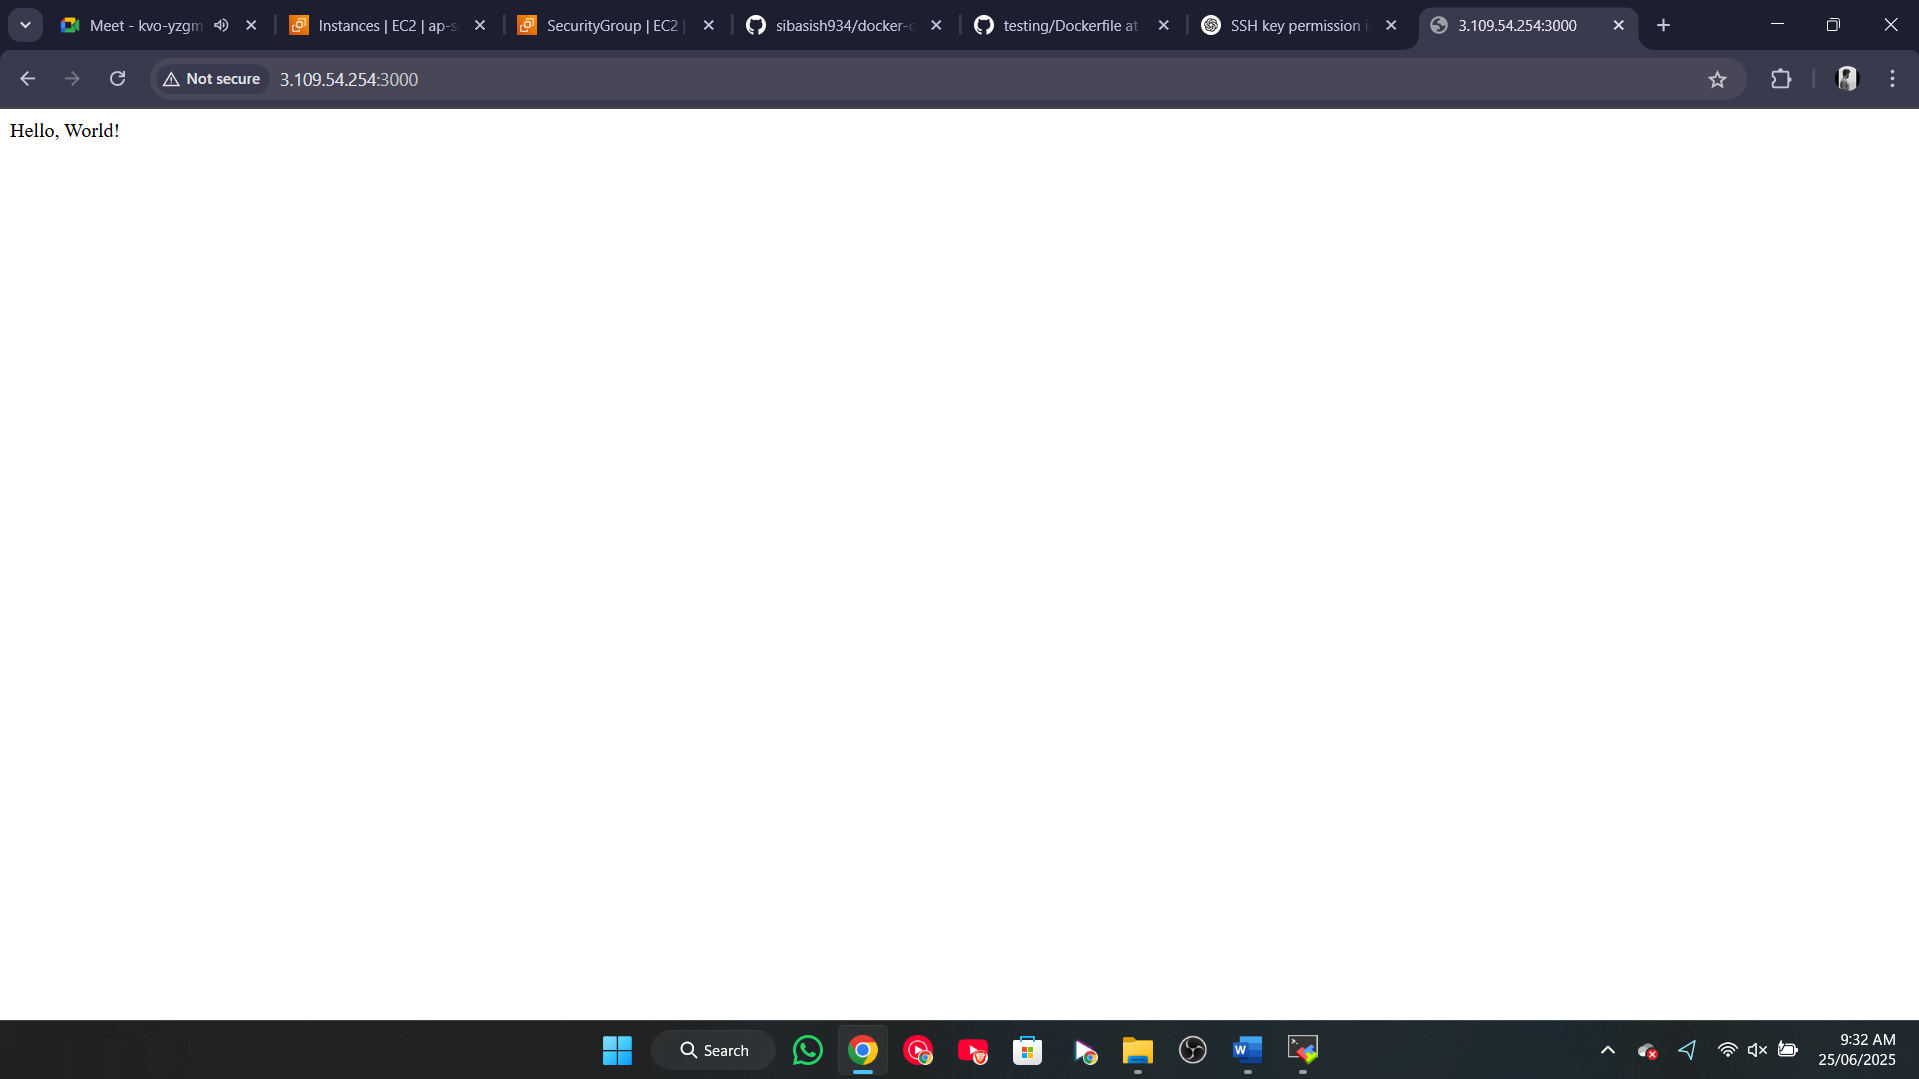 Meet - kvo-yzgm
Instances | EC2 | ap-s
SecurityGroup | EC2 |
sibasish934/docker-c
testing/Dockerfile at
SSH key permission i
3.109.54.254:3000
Not secure
3.109.54.254:3000
Hello, World!
Search
9:32 AM
25/06/2025